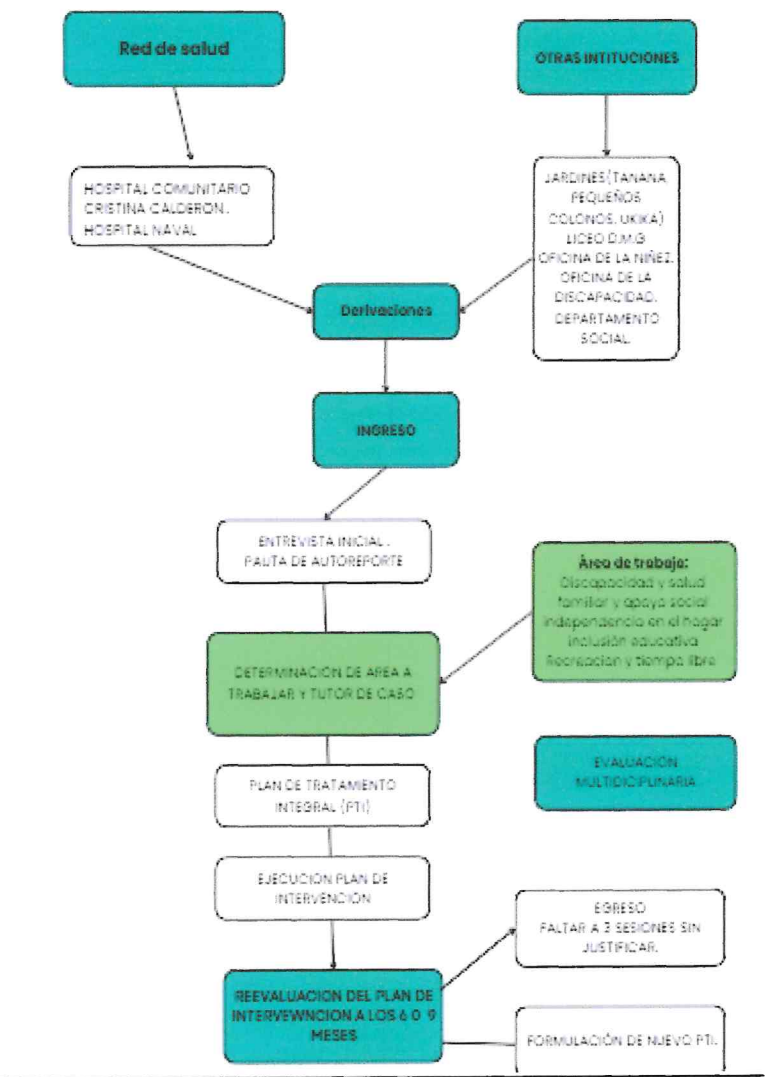 Red de salud
OTRAS INTITUCIONES
HOSPITAL COMUNITARIO
CRISTINA CALDERON.
HOSPITAL NAVAL
JARDINES(TANANA,
PEQUEÑOS
COLONOS, UKIKA)
LICEO D.M.G
OFICINA DE LA NIÑEZ.
OFICINA DE LA
DISCAPACIDAD.
DEPARTAMENTO
SOCIAL.
Derivaciones
INGRESO
ENTREVISTA INICIAL.
PAUTA DE AUTOREPORTE
Área de trabajo:
Discapacidad y salud
familiar y apoyo social
independencia en el hogar
inclusión educativa
Recreacion y tiempo libre
DETERMINACION DE AREA A
TRABAJAR Y TUTOR DE CASO
PLAN DE TRATAMIENTO
INTEGRAL (PTI)
EVALUACION
MULTIDICIPLINARIA
EJECUCION PLAN DE
INTERVENCION
EGRESO
FALTAR A 3 SESIONES SIN
JUSTIFICAR.
REEVALUACION DEL PLAN DE
INTERVEWNCION A LOS 6 O 9
MESES
FORMULACIÓN DE NUEVO PTI.